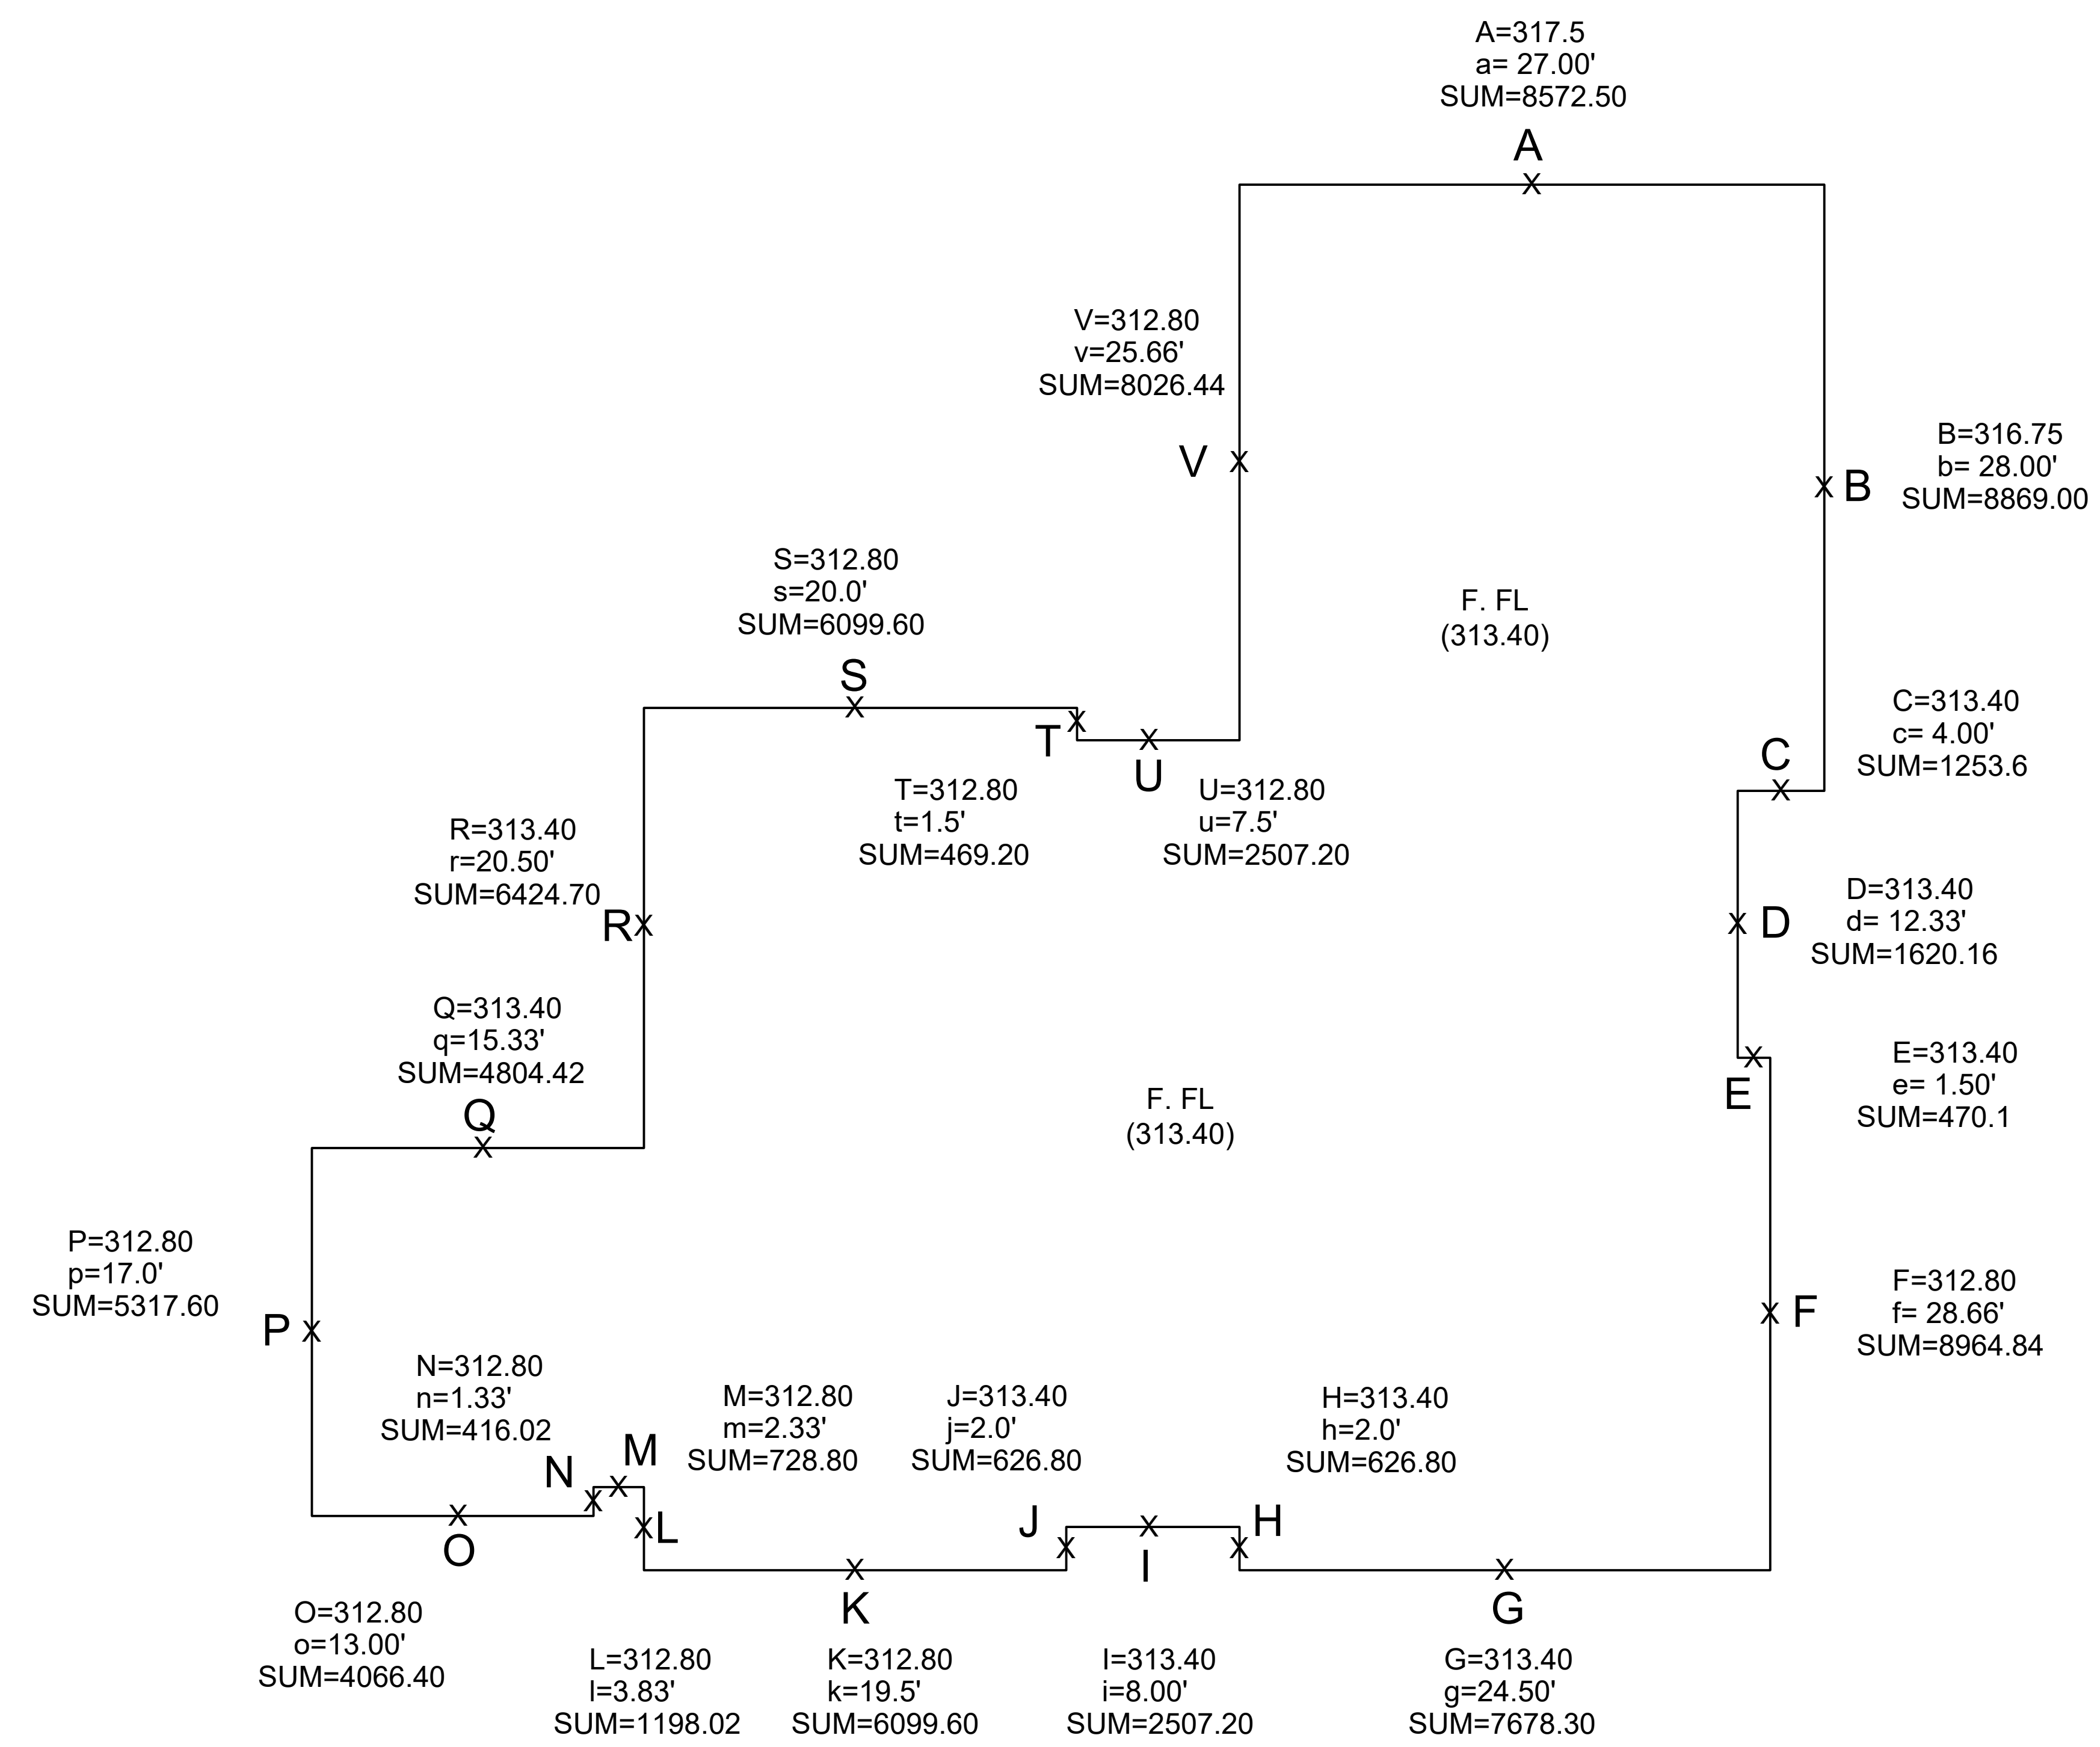 A=317.5
a= 27.00'
SUM=8572.50
A
V=312.80
v=25.66'
SUM=8026.44
V
B=316.75
b= 28.00'
SUM=8869.00
B
S=312.80
s=20.0'
SUM=6099.60
S
F. FL
(313.40)
T
U
C=313.40
c= 4.00'
SUM=1253.6
C
T=312.80
t=1.5'
SUM=469.20
U=312.80
u=7.5'
SUM=2507.20
R=313.40
r=20.50'
SUM=6424.70
R
D=313.40
d= 12.33'
SUM=1620.16
D
Q=313.40
q=15.33'
SUM=4804.42
Q
E=313.40
e= 1.50'
SUM=470.1
E
F. FL
(313.40)
P=312.80
p=17.0'
SUM=5317.60
P
F=312.80
f= 28.66'
SUM=8964.84
F
N=312.80
n=1.33'
SUM=416.02
N
M
M=312.80
m=2.33'
SUM=728.80
J=313.40
j=2.0'
SUM=626.80
H=313.40
h=2.0'
SUM=626.80
O
L
J
I
H
K
G
O=312.80
o=13.00'
SUM=4066.40
L=312.80
l=3.83'
SUM=1198.02
K=312.80
k=19.5'
SUM=6099.60
I=313.40
i=8.00'
SUM=2507.20
G=313.40
g=24.50'
SUM=7678.30